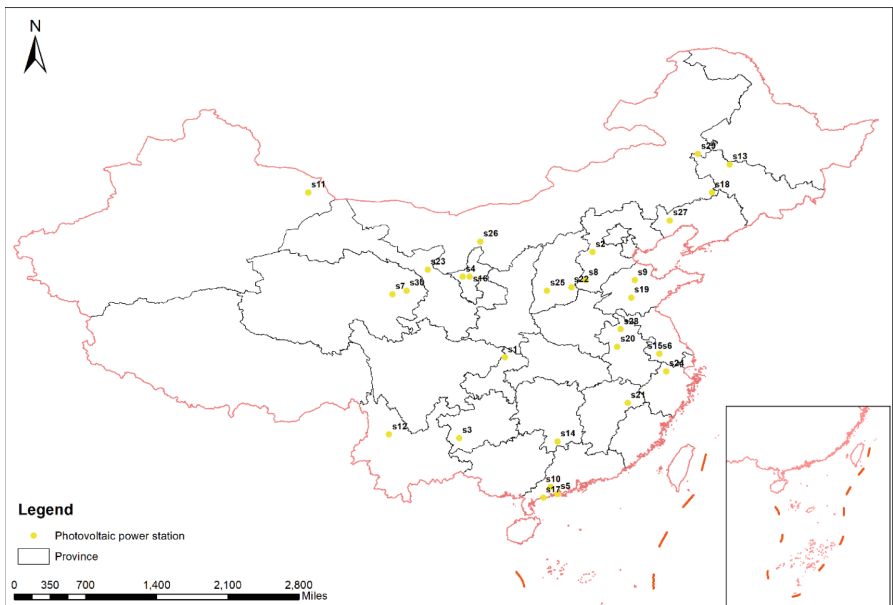 N
s29
s13
s11
s18
s27
s26
s2
s23
s4
s16
s8
s9
s7
s30
s25
s22
s19
s28
s20
s1
s15s6
s24
s21
s12
s3
s14
s10
s5
s17
Legend
Photovoltaic power station
Province
0 350 700 1,400 2,100 2,800
Miles